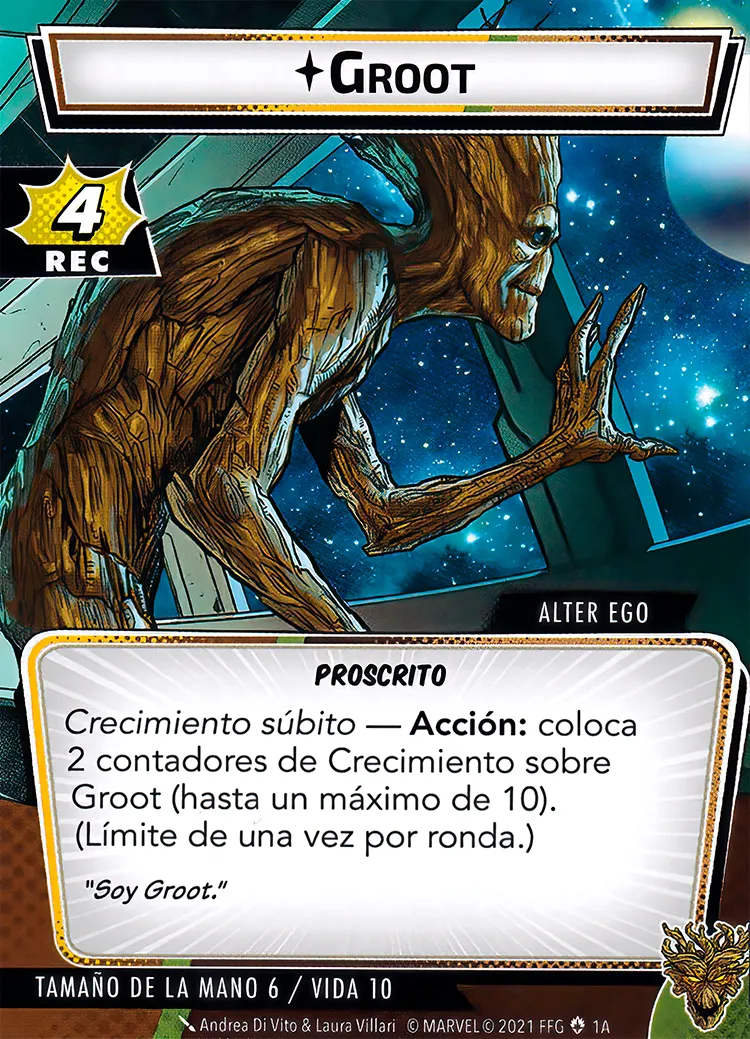 GROOT
4
REC
ALTER EGO
PROSCRITO
Crecimiento súbito — Acción: coloca
2 contadores de Crecimiento sobre
Groot (hasta un máximo de 10).
(Límite de una vez por ronda.)
"Soy Groot."
TAMAÑO DE LA MANO 6 / VIDA 10
Andrea Di Vito & Laura Villari © MARVEL © 2021 FFG 1A